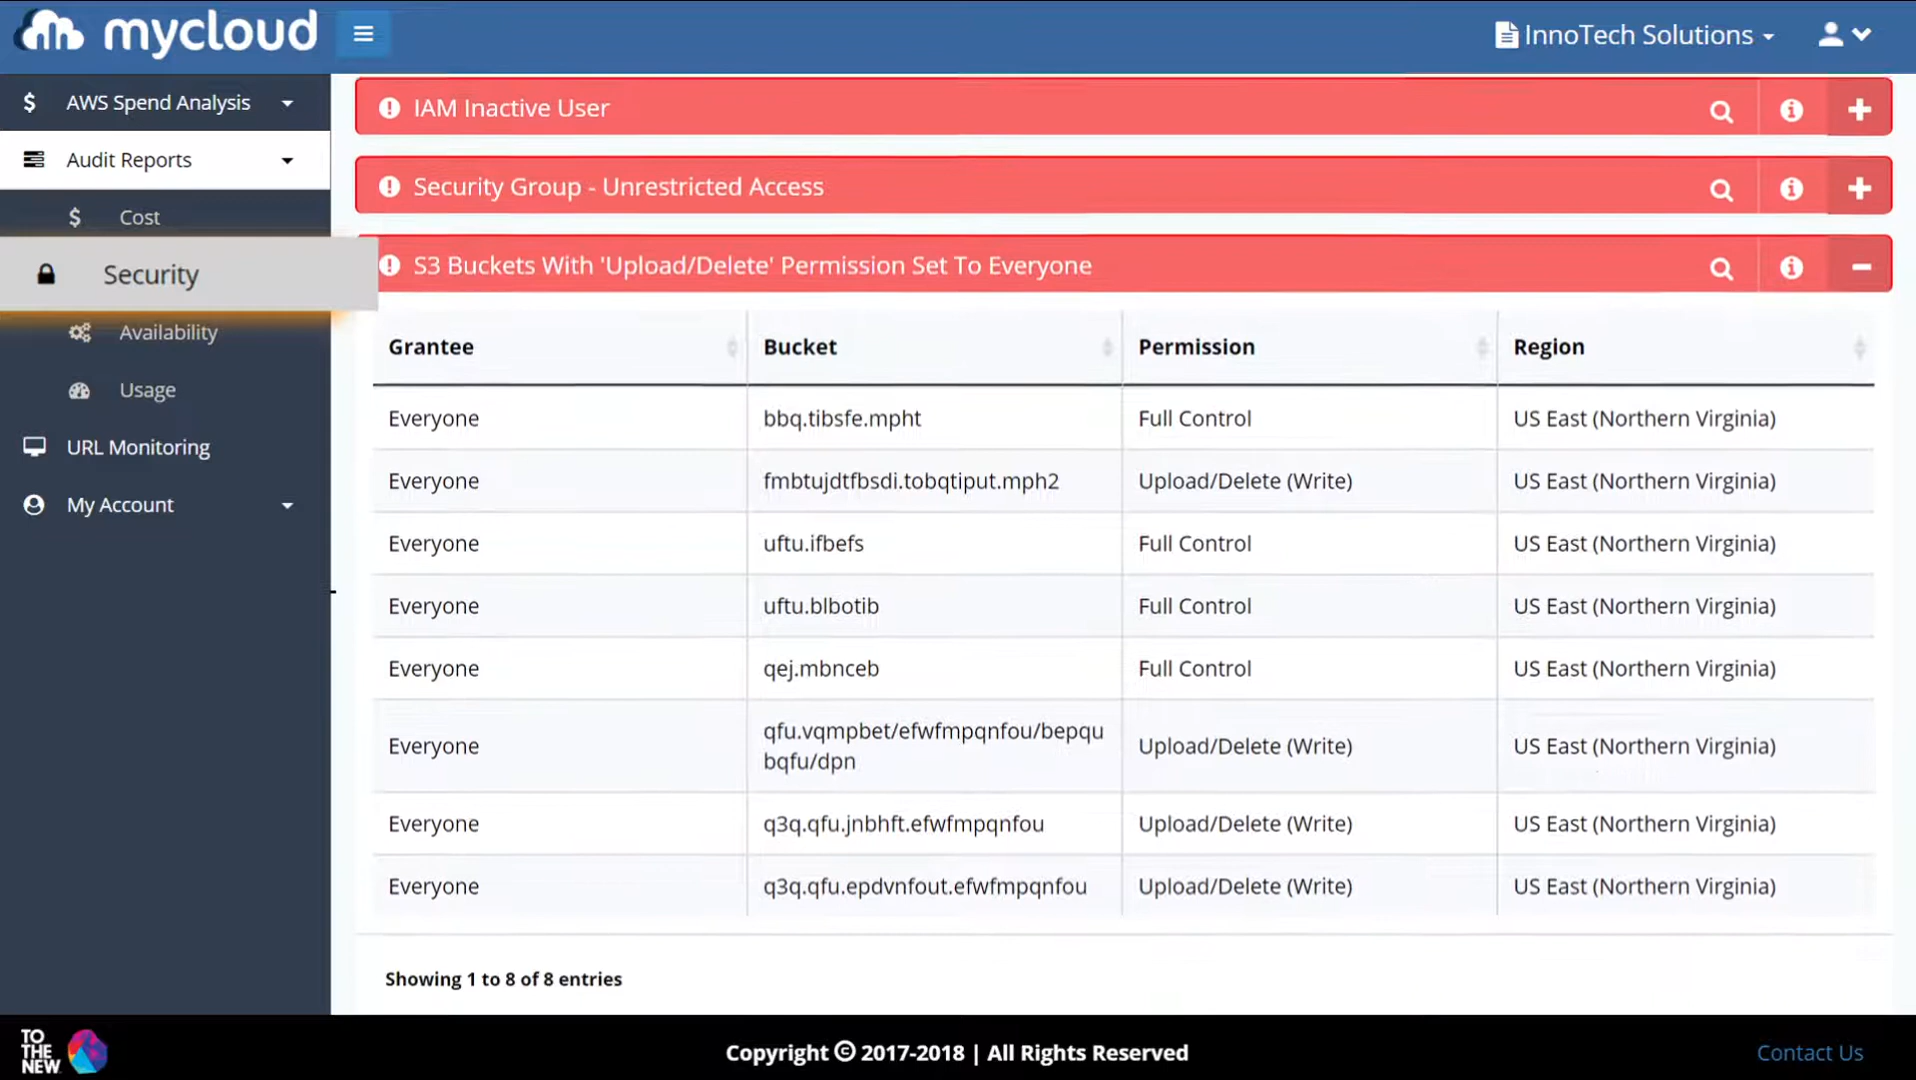 mycloud
InnoTech Solutions
AWS Spend Analysis
Audit Reports
Cost
Security
Availability
Usage
URL Monitoring
My Account
IAM Inactive User
Security Group - Unrestricted Access
S3 Buckets With 'Upload/Delete' Permission Set To Everyone
Grantee Bucket Permission Region
Everyone bbq.tibsfe.mpht Full Control US East (Northern Virginia)
Everyone fmbtujdtfbsdi.tobqtiput.mph2 Upload/Delete (Write) US East (Northern Virginia)
Everyone uftu.ifbefs Full Control US East (Northern Virginia)
Everyone uftu.blbotib Full Control US East (Northern Virginia)
Everyone qej.mbnceb Full Control US East (Northern Virginia)
Everyone qfu.vqmpbet/efwfmpqnfou/bepqu
bqfu/dpn Upload/Delete (Write) US East (Northern Virginia)
Everyone q3q.qfu.jnbhft.efwfmpqnfou Upload/Delete (Write) US East (Northern Virginia)
Everyone q3q.qfu.epdvnfout.efwfmpqnfou Upload/Delete (Write) US East (Northern Virginia)
Showing 1 to 8 of 8 entries
TO
THE
NEW
Copyright © 2017-2018 | All Rights Reserved
Contact Us